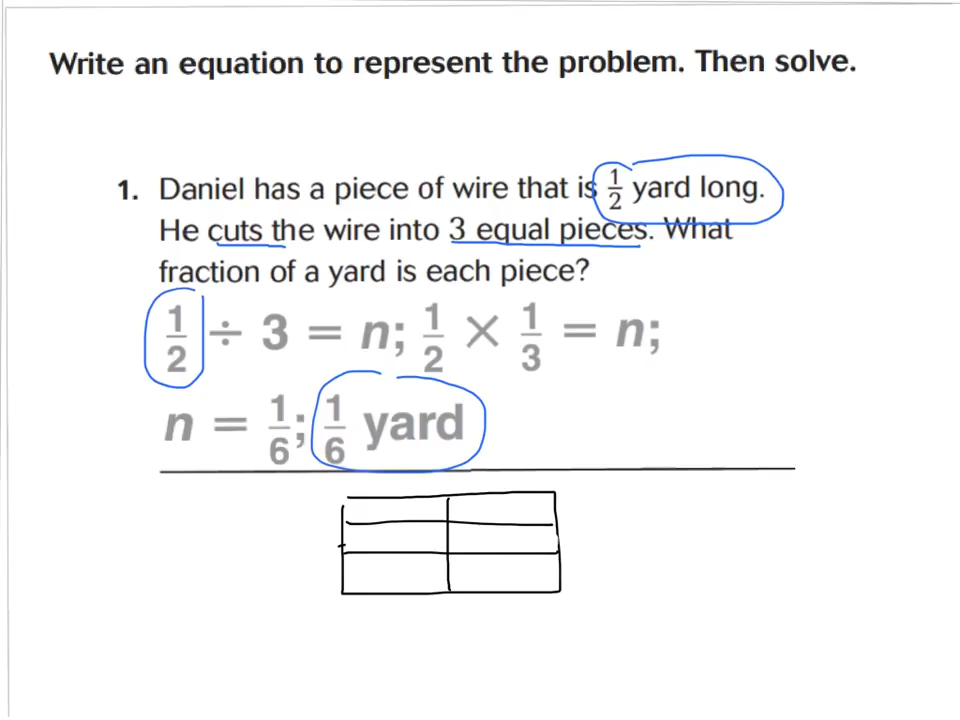 Write an equation to represent the problem. Then solve.
1. Daniel has a piece of wire that is 1/2 yard long.
He cuts the wire into 3 equal pieces. What
fraction of a yard is each piece?
1/2 ÷ 3 = n; 1/2 × 1/3 = n;
n = 1/6; 1/6 yard